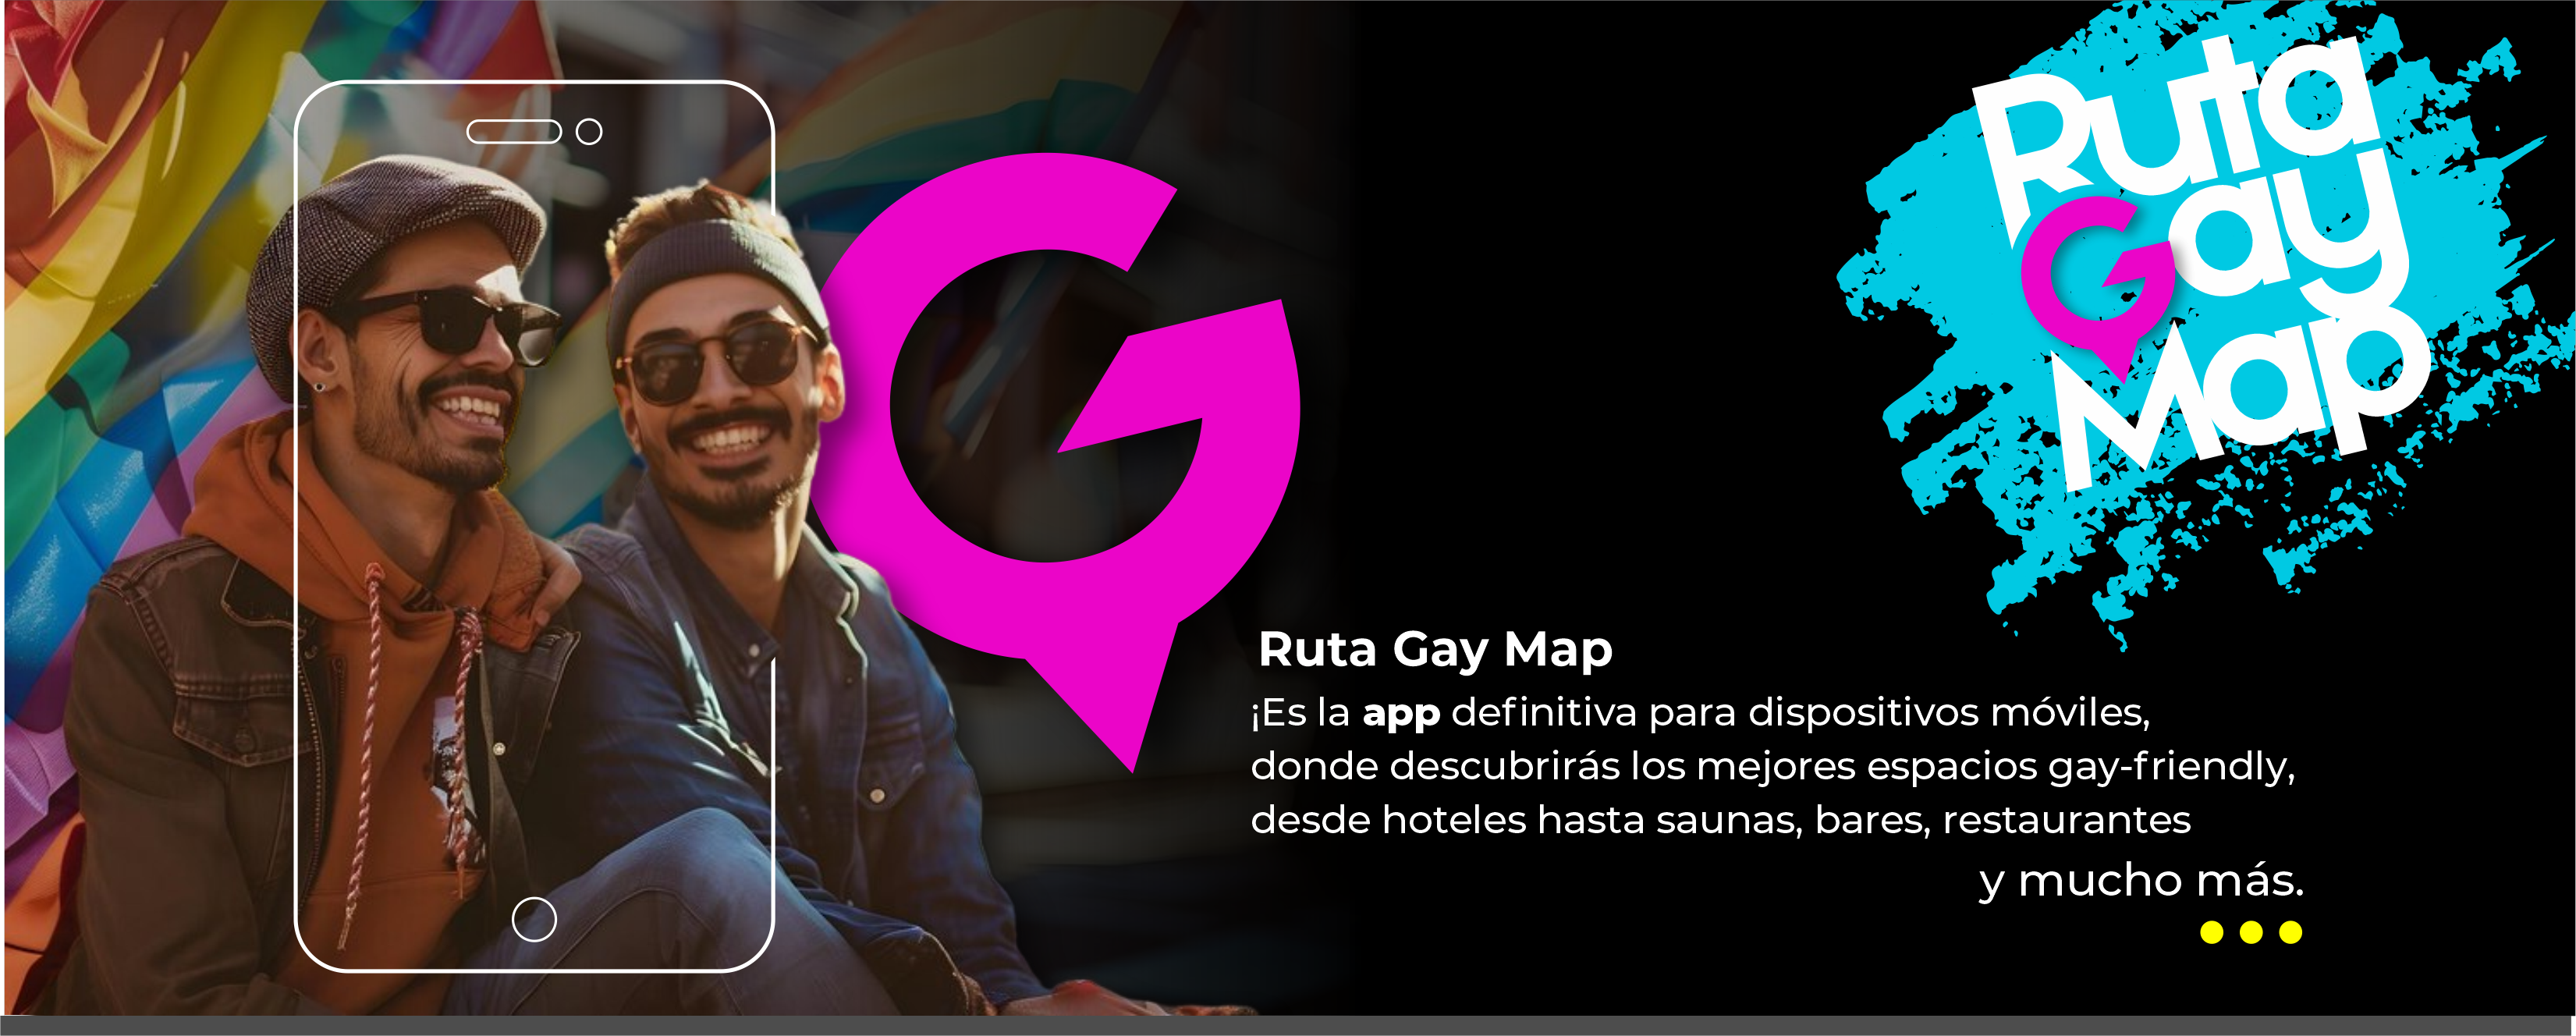 Ruta
Gay
Map
G
Ruta Gay Map
¡Es la app definitiva para dispositivos móviles,
donde descubrirás los mejores espacios gay-friendly,
desde hoteles hasta saunas, bares, restaurantes
y mucho más.